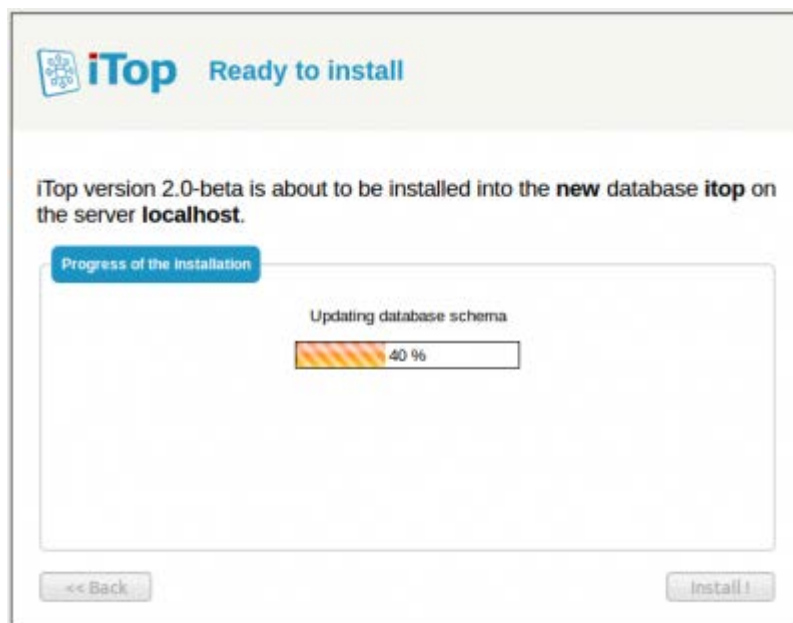 iTop Ready to install
iTop version 2.0-beta is about to be installed into the new database itop on
the server localhost.
Progress of the installation
Updating database schema
40 %
<< Back
Install !